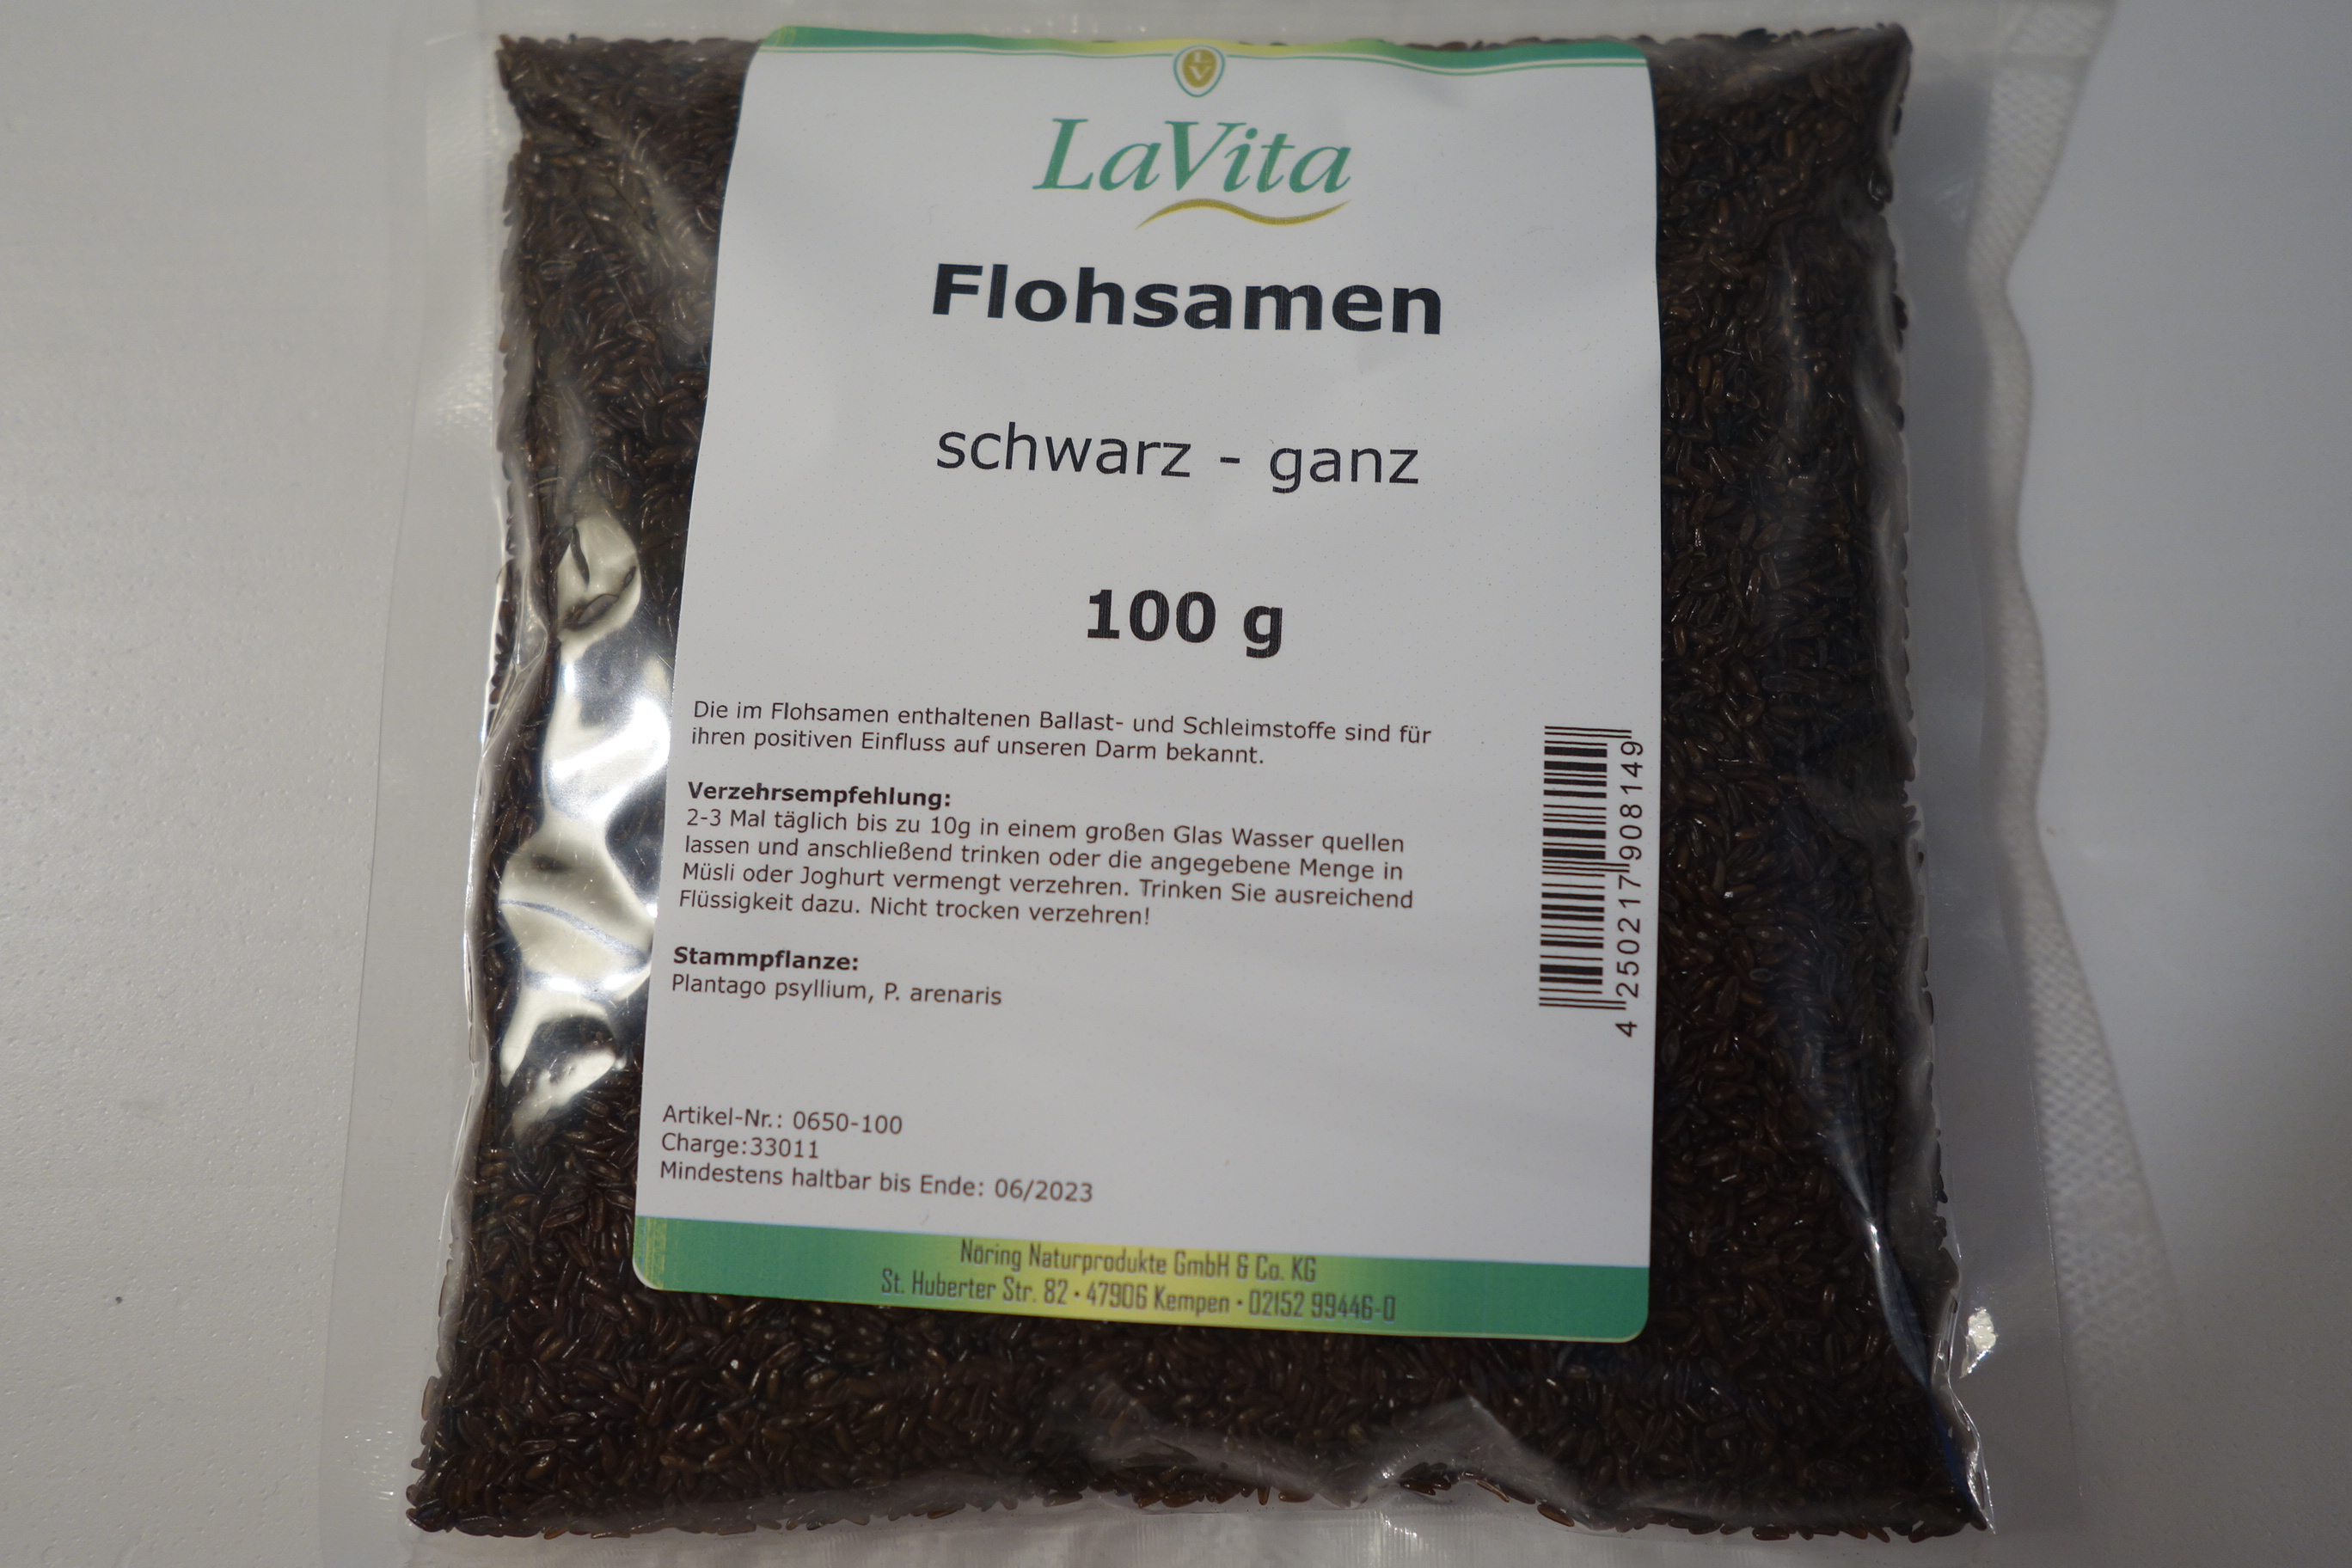 LV
LaVita
Flohsamen
schwarz - ganz
100 g
Die im Flohsamen enthaltenen Ballast- und Schleimstoffe sind für
ihren positiven Einfluss auf unseren Darm bekannt.
Verzehrsempfehlung:
2-3 Mal täglich bis zu 10g in einem großen Glas Wasser quellen
lassen und anschließend trinken oder die angegebene Menge in
Müsli oder Joghurt vermengt verzehren. Trinken Sie ausreichend
Flüssigkeit dazu. Nicht trocken verzehren!
Stammpflanze:
Plantago psyllium, P. arenaris
4 250217 908149
Artikel-Nr.: 0650-100
Charge:33011
Mindestens haltbar bis Ende: 06/2023
Nöring Naturprodukte GmbH & Co. KG
St. Huberter Str. 82 • 47906 Kempen • 02152 99446-0